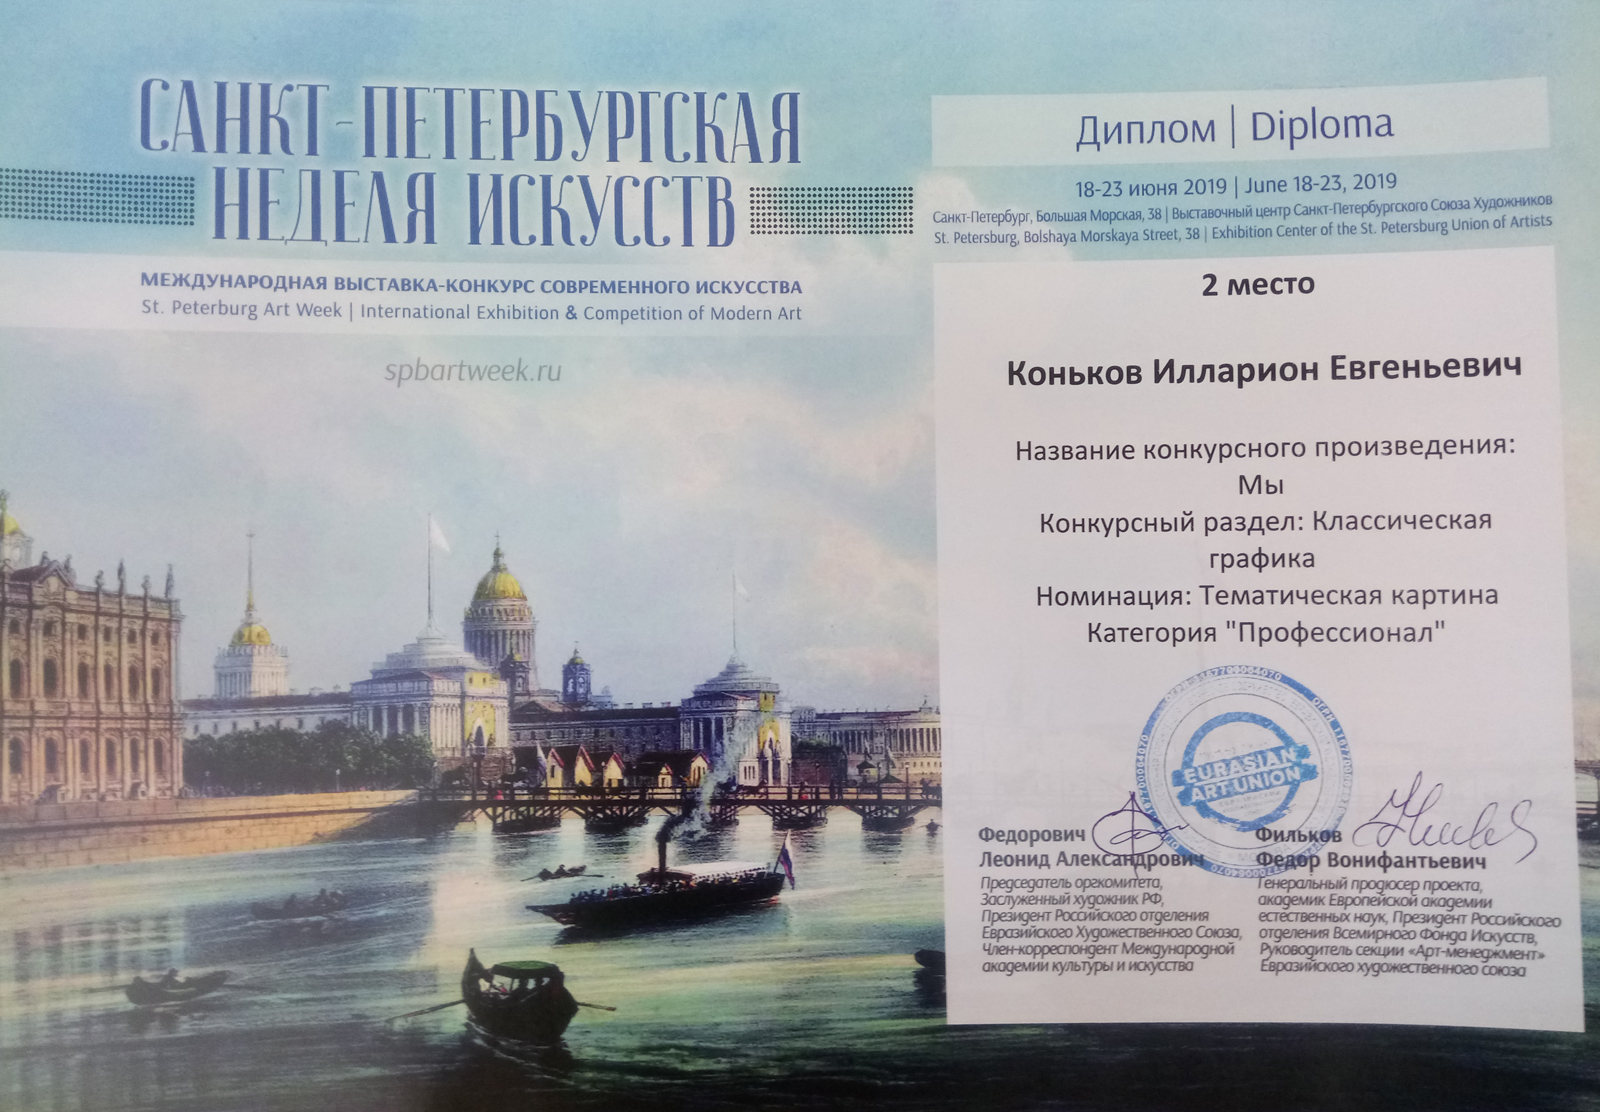 САНКТ-ПЕТЕРБУРГСКАЯ
НЕДЕЛЯ ИСКУССТВ
МЕЖДУНАРОДНАЯ ВЫСТАВКА-КОНКУРС СОВРЕМЕННОГО ИСКУССТВА
St. Peterburg Art Week | International Exhibition & Competition of Modern Art
spbartweek.ru
Диплом | Diploma
18-23 июня 2019 | June 18-23, 2019
Санкт-Петербург, Большая Морская, 38 | Выставочный центр Санкт-Петербургского Союза Художников
St. Petersburg, Bolshaya Morskaya Street, 38 | Exhibition Center of the St. Petersburg Union of Artists
2 место
Коньков Илларион Евгеньевич
Название конкурсного произведения:
Мы
Конкурсный раздел: Классическая
графика
Номинация: Тематическая картина
Категория "Профессионал"
EURASIAN
ART UNION
Федорович
Леонид Александрович
Председатель оргкомитета,
Заслуженный художник РФ,
Президент Российского отделения
Евразийского Художественного Союза,
Член-корреспондент Международной
академии культуры и искусства
Фильков
Федор Вонифантьевич
Генеральный продюсер проекта,
академик Европейской академии
естественных наук, Президент Российского
отделения Всемирного Фонда Искусств,
Руководитель секции «Арт-менеджмент»
Евразийского художественного союза